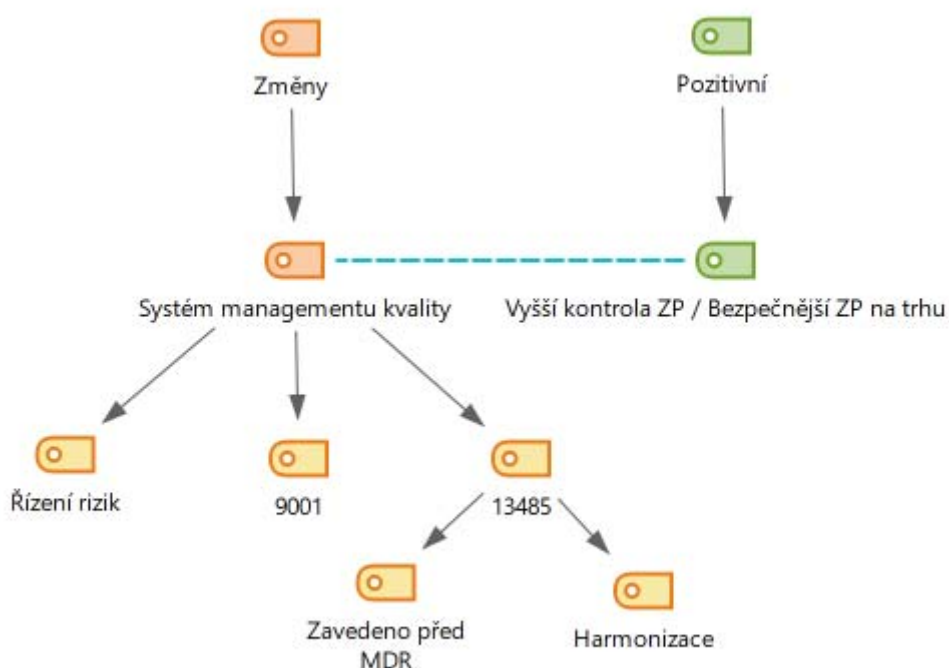 Změny
Pozitivní
Systém managementu kvality
Vyšší kontrola ZP / Bezpečnější ZP na trhu
Řízení rizik
9001
13485
Zavedeno před
MDR
Harmonizace